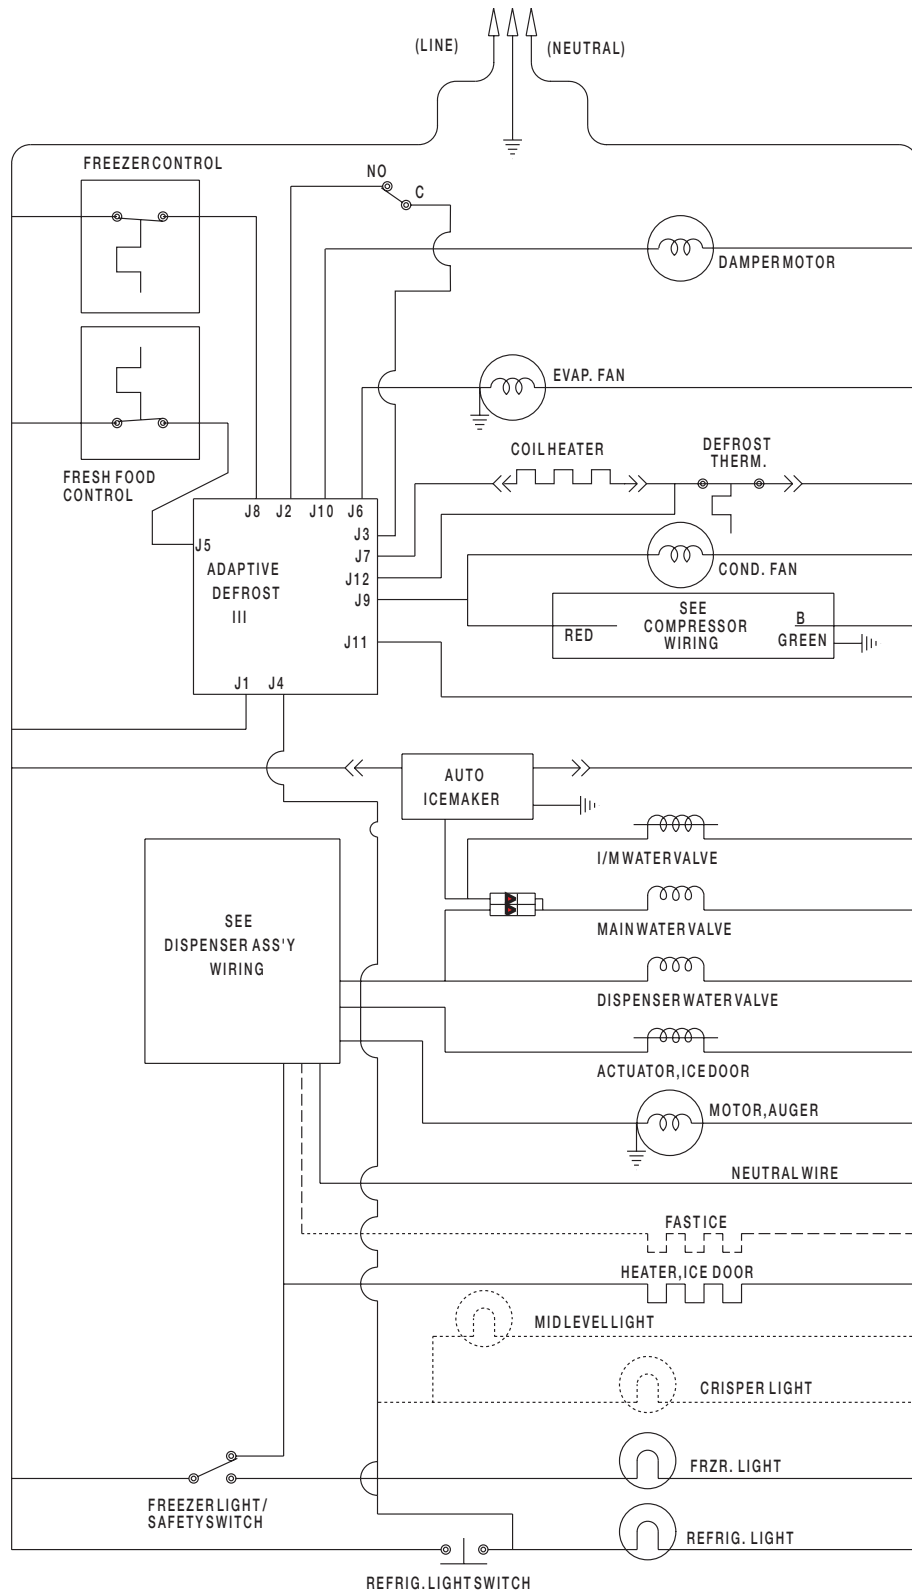 (LINE)
(NEUTRAL)
FREEZER CONTROL
NO
C
DAMPER MOTOR
EVAP. FAN
COIL HEATER
DEFROST
THERM.
FRESH FOOD
CONTROL
J8 J2 J10 J6
J3
J5
J7
ADAPTIVE
DEFROST
III
J12
J9
COND. FAN
SEE
COMPRESSOR
WIRING
RED
B
GREEN
J11
J1 J4
AUTO
ICEMAKER
I/M WATER VALVE
SEE
DISPENSER ASS'Y
WIRING
MAIN WATER VALVE
DISPENSER WATER VALVE
ACTUATOR, ICE DOOR
MOTOR, AUGER
NEUTRAL WIRE
FAST ICE
HEATER, ICE DOOR
MID LEVEL LIGHT
CRISPER LIGHT
FRZR. LIGHT
FREEZER LIGHT/
SAFETY SWITCH
REFRIG. LIGHT
REFRIG. LIGHT SWITCH